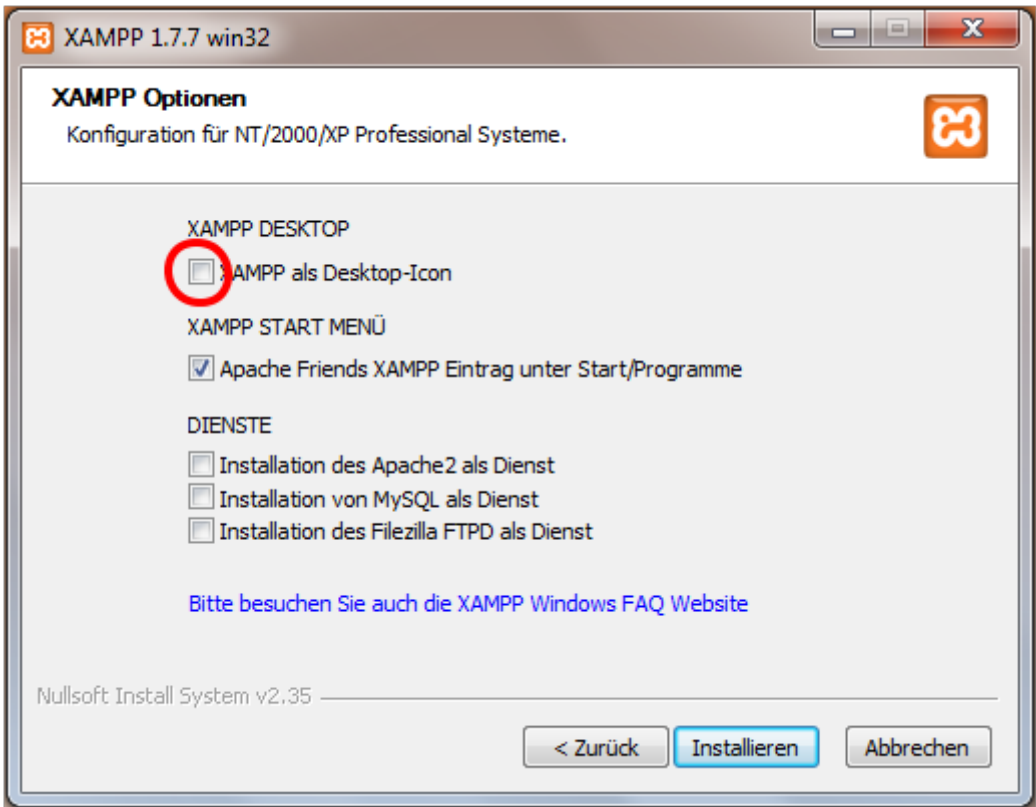 XAMPP 1.7.7 win32
XAMPP Optionen
Konfiguration für NT/2000/XP Professional Systeme.
XAMPP DESKTOP
XAMPP als Desktop-Icon
XAMPP START MENÜ
Apache Friends XAMPP Eintrag unter Start/Programme
DIENSTE
Installation des Apache2 als Dienst
Installation von MySQL als Dienst
Installation des Filezilla FTPD als Dienst
Bitte besuchen Sie auch die XAMPP Windows FAQ Website
Nullsoft Install System v2.35
< Zurück Installieren Abbrechen